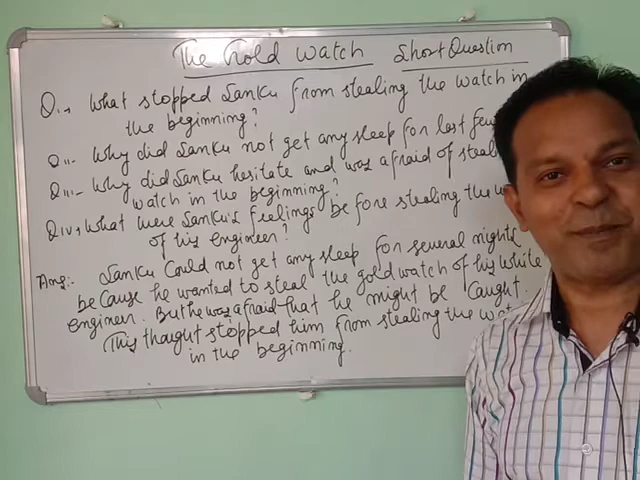 The Gold Watch Short Question
Q i. What stopped Sanku from stealing the watch in
the beginning?
Q ii. Why did Sanku not get any sleep for last few
Q iii. Why did Sanku hesitate and was afraid of
watch in the beginning?
Q iv. What were Sanku's feelings before stealing the
of his engineer?
Ans:- Sanku could not get any sleep for several nights
because he wanted to steal the gold watch of his white
engineer. But he was afraid that he might be caught.
This thought stopped him from stealing the
in the beginning.